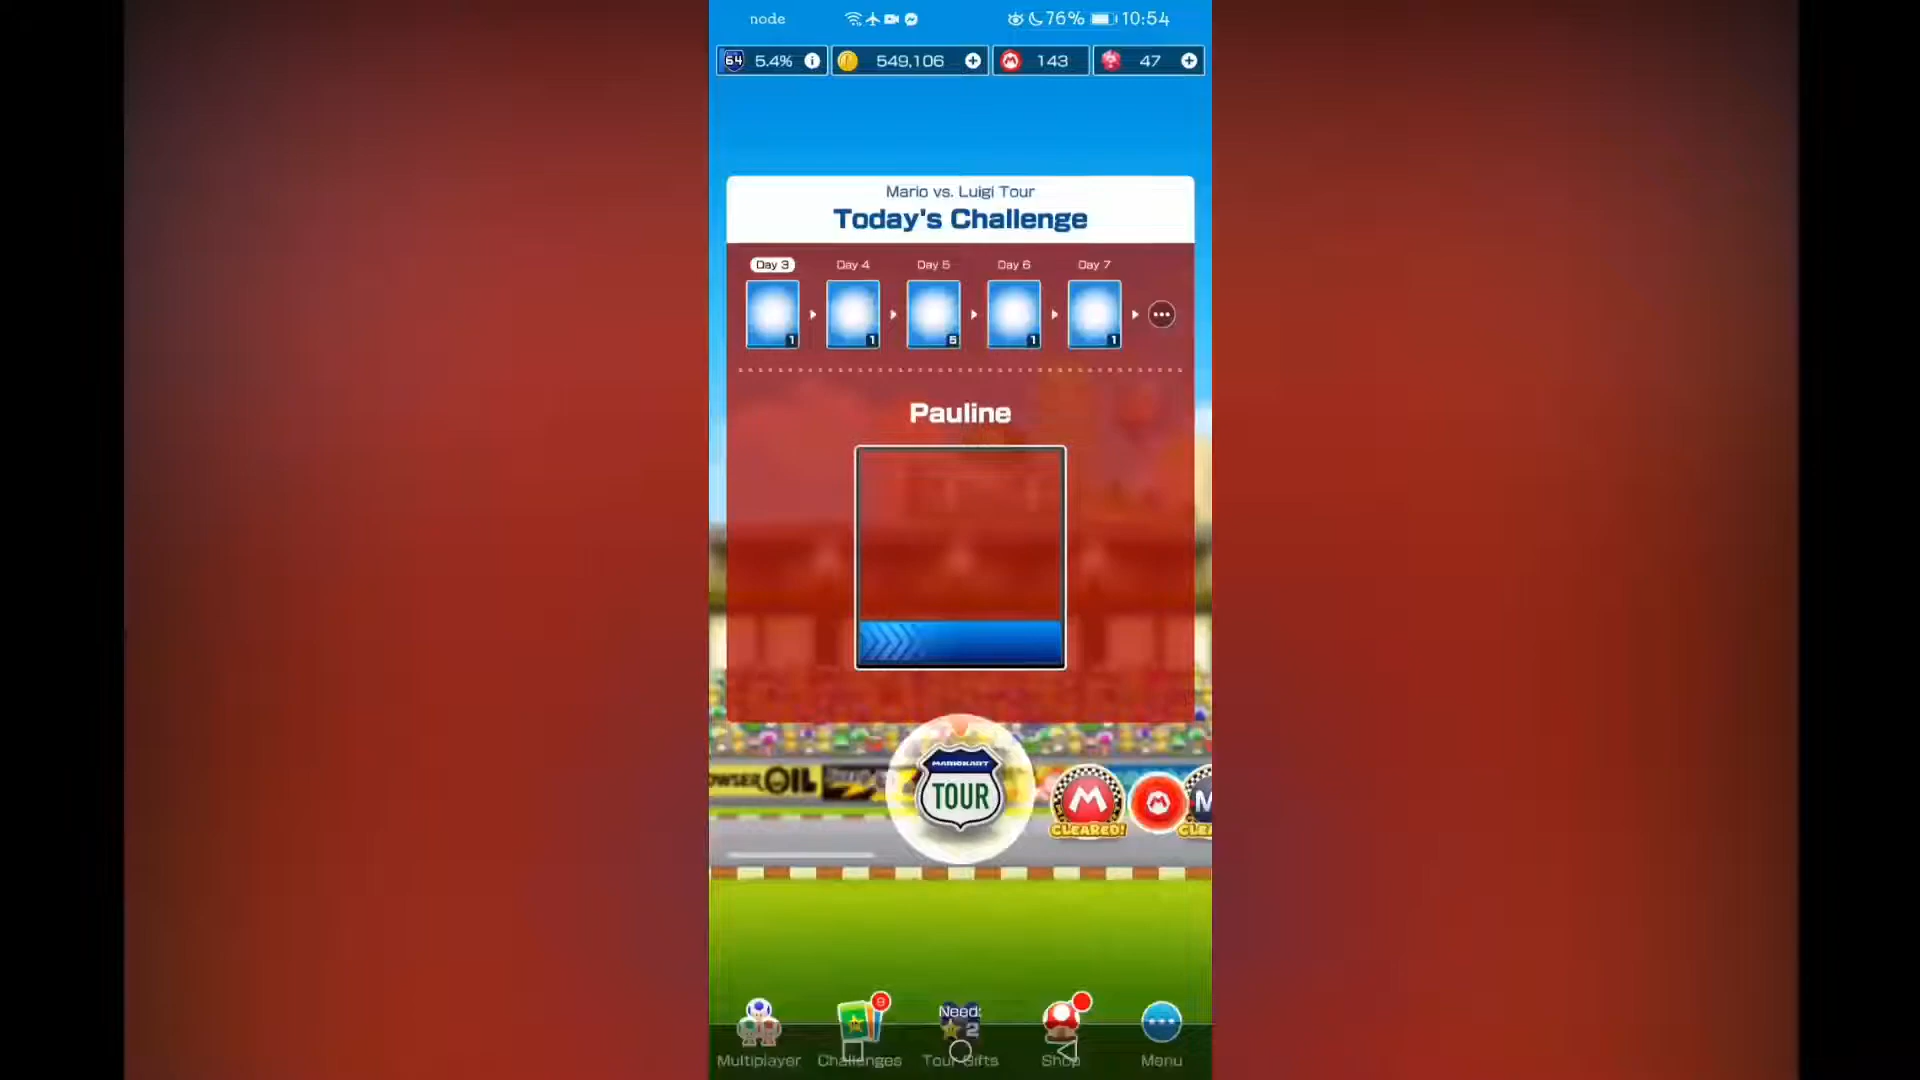 node
76% 10:54
64 5.4% i 549,106 143 47
Mario vs. Luigi Tour
Today's Challenge
Day 3 Day 4 Day 5 Day 6 Day 7
1 1 5 1 1
Pauline
MARIOKART
TOUR
OIL
CLEARED!
Need:
2
Multiplayer Challenges Tour Gifts Shop Menu